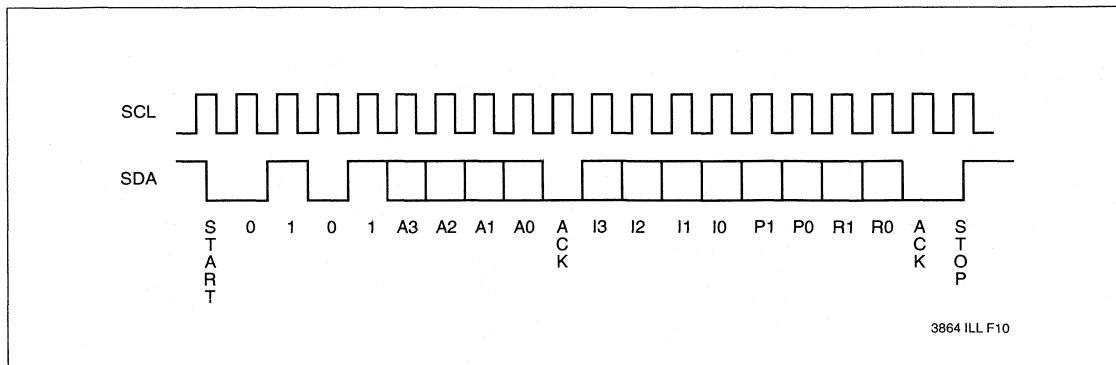 SCL
SDA
START 0 1 0 1 A3 A2 A1 A0 ACK I3 I2 I1 I0 P1 P0 R1 R0 ACK STOP
3864 ILL F10